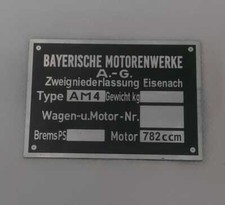 BAYERISCHE MOTORENWERKE
A.-G.
Zweigniederlassung Eisenach
Type AM4 Gewicht kg
Wagen-u.Motor-Nr.
Brems PS Motor 782ccm